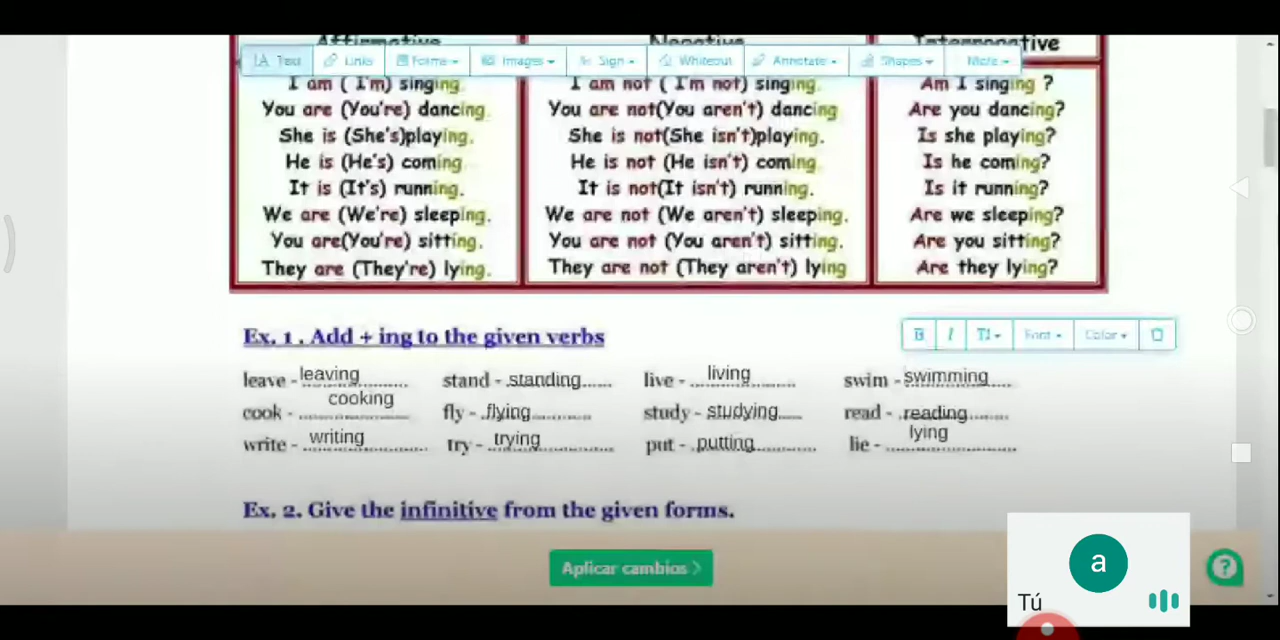 Affirmative Negative Interrogative
Text Links Forms Images Sign Whiteout Annotate Shapes More
I am ( I'm) singing. I am not ( I'm not) singing. Am I singing ?
You are (You're) dancing. You are not(You aren't) dancing Are you dancing?
She is (She's)playing. She is not(She isn't)playing. Is she playing?
He is (He's) coming. He is not (He isn't) coming. Is he coming?
It is (It's) running. It is not(It isn't) running. Is it running?
We are (We're) sleeping. We are not (We aren't) sleeping. Are we sleeping?
You are(You're) sitting. You are not (You aren't) sitting. Are you sitting?
They are (They're) lying. They are not (They aren't) lying Are they lying?
Ex. 1 . Add + ing to the given verbs
B I T Font Color
leave - leaving stand - standing live - living swim - swimming
cook - cooking fly - flying study - studying read - reading
write - writing try - trying put - putting lie - lying
Ex. 2. Give the infinitive from the given forms.
Aplicar cambios
a
Tú
?